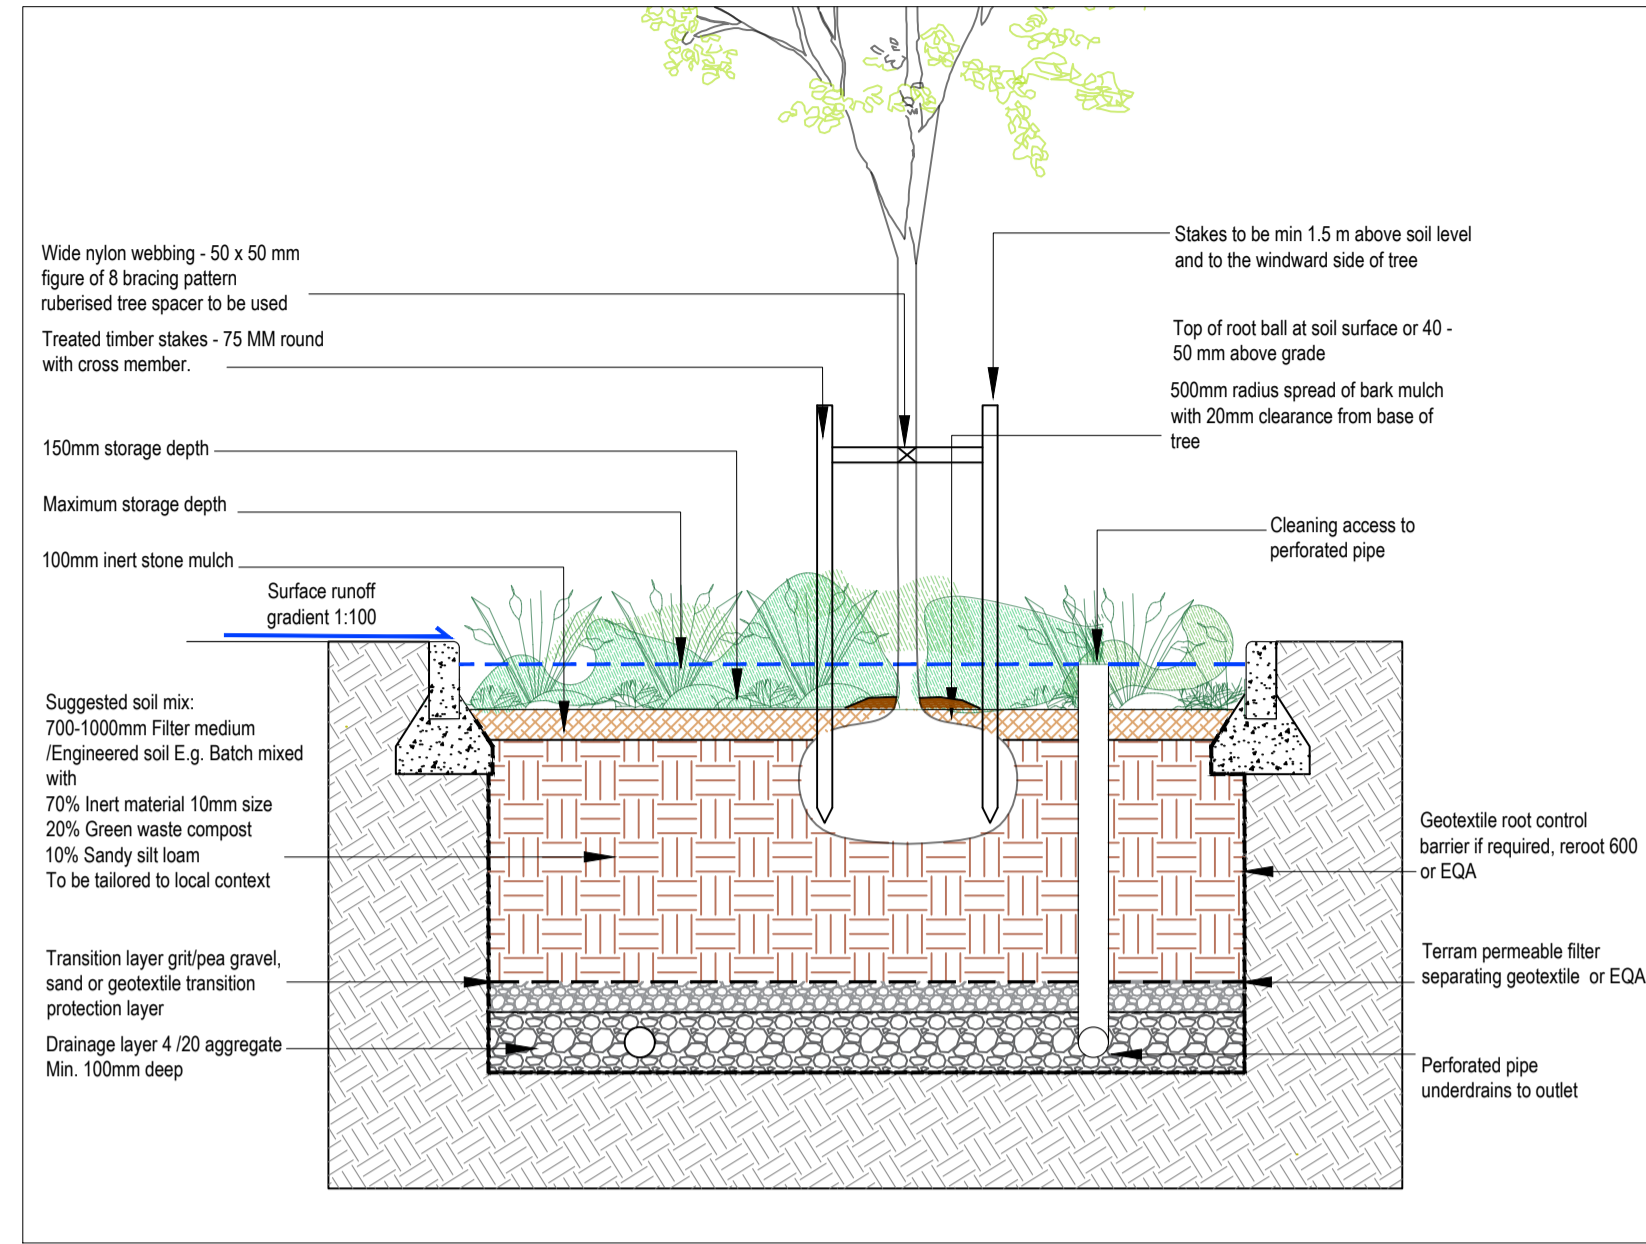 Wide nylon webbing - 50 x 50 mm
figure of 8 bracing pattern
ruberised tree spacer to be used
Treated timber stakes - 75 MM round
with cross member.
150mm storage depth
Maximum storage depth
100mm inert stone mulch
Surface runoff
gradient 1:100
Suggested soil mix:
700-1000mm Filter medium
/Engineered soil E.g. Batch mixed
with
70% Inert material 10mm size
20% Green waste compost
10% Sandy silt loam
To be tailored to local context
Transition layer grit/pea gravel,
sand or geotextile transition
protection layer
Drainage layer 4 /20 aggregate
Min. 100mm deep
Stakes to be min 1.5 m above soil level
and to the windward side of tree
Top of root ball at soil surface or 40 -
50 mm above grade
500mm radius spread of bark mulch
with 20mm clearance from base of
tree
Cleaning access to
perforated pipe
Geotextile root control
barrier if required, reroot 600
or EQA
Terram permeable filter
separating geotextile or EQA
Perforated pipe
underdrains to outlet